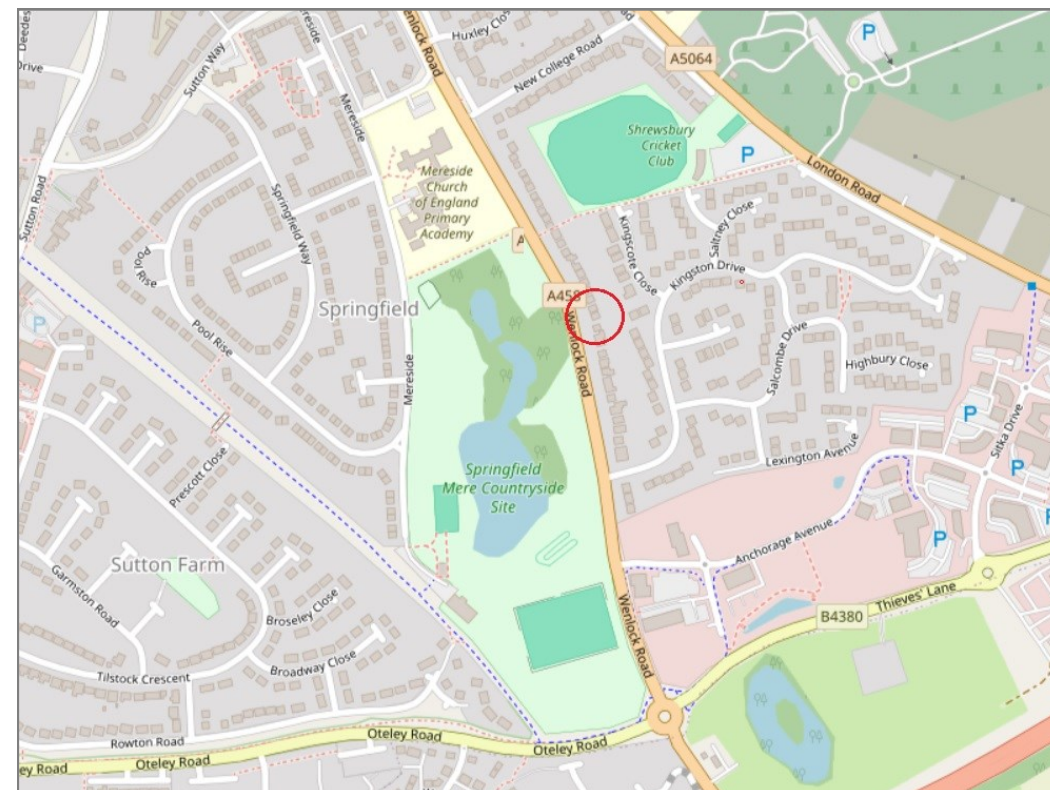 Deedes
Drive
Sutton Way
Mereside
Mereside
Wenlock Road
Huxley Clos
New College Road
Road
A5064
P
Shrewsbury
Cricket
Club
P
London Road
Mereside
Church
of England
Primary
Academy
Sutton Road
Springfield Way
Pool
Rise
Kingscote Close
Saltney Close
Kingston Drive
A
A458
Springfield
P
Pool Rise
Wenlock Road
Mereside
Salcombe Drive
Highbury Close
P
Sitka Drive
Lexington Avenue
P
Prescott Close
Springfield
Mere Countryside
Site
P
P
Anchorage Avenue
Sutton Farm
Garmston Road
Broseley Close
Wenlock Road
Thieves' Lane
B4380
Broadway Close
Tilstock Crescent
Rowton Road
Oteley Road
Oteley Road
Oteley Road
ey Road